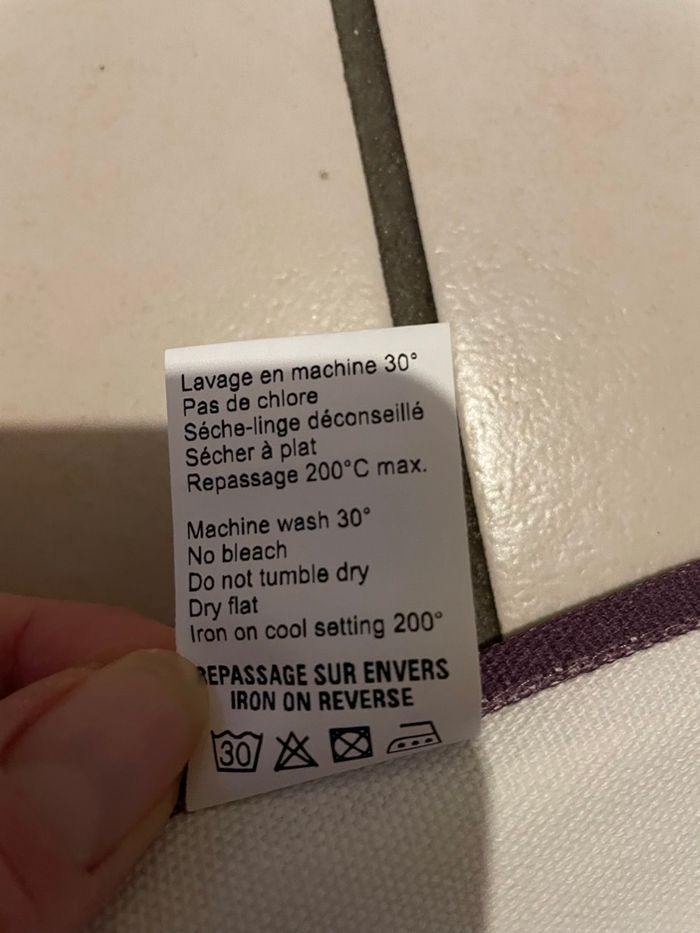 Lavage en machine 30°
Pas de chlore
Séche-linge déconseillé
Sécher à plat
Repassage 200°C max.
Machine wash 30°
No bleach
Do not tumble dry
Dry flat
Iron on cool setting 200°
REPASSAGE SUR ENVERS
IRON ON REVERSE
30